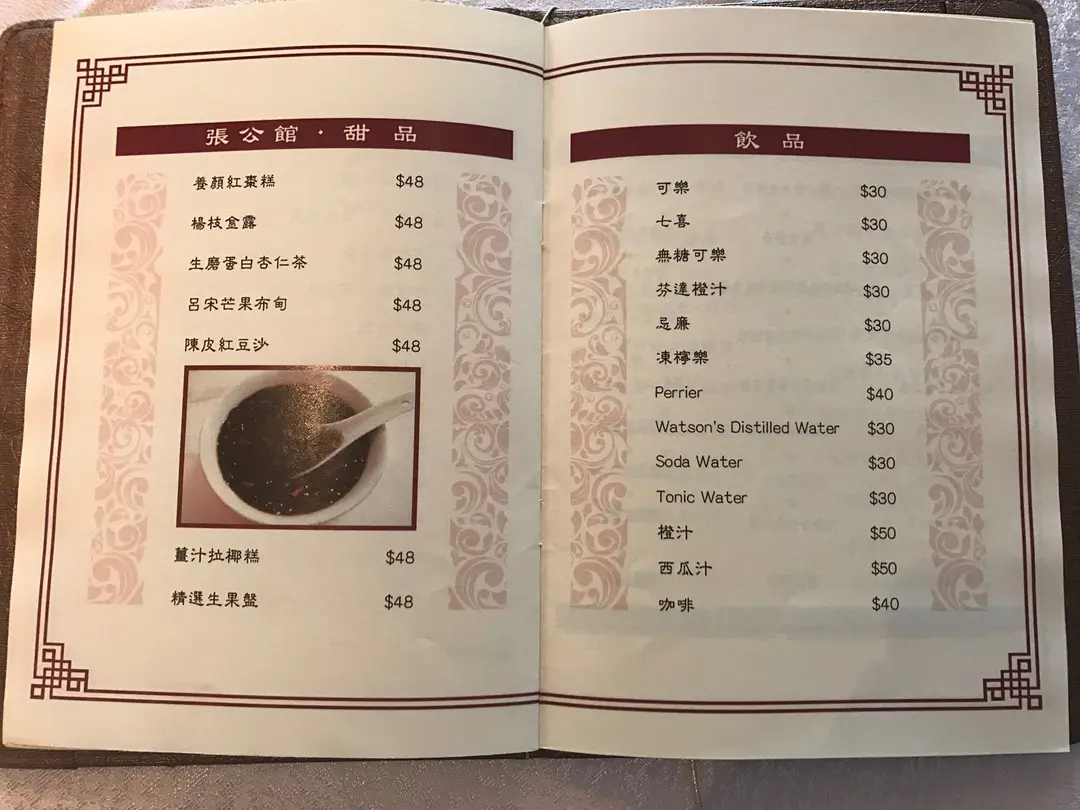 張公館·甜品
養顏紅棗糕 $48
楊枝金露 $48
生磨蛋白杏仁茶 $48
呂宋芒果布甸 $48
陳皮紅豆沙 $48
薑汁拉椰糕 $48
精選生果盤 $48
飲品
可樂 $30
七喜 $30
無糖可樂 $30
芬達橙汁 $30
忌廉 $30
凍檸樂 $35
Perrier $40
Watson's Distilled Water $30
Soda Water $30
Tonic Water $30
橙汁 $50
西瓜汁 $50
咖啡 $40